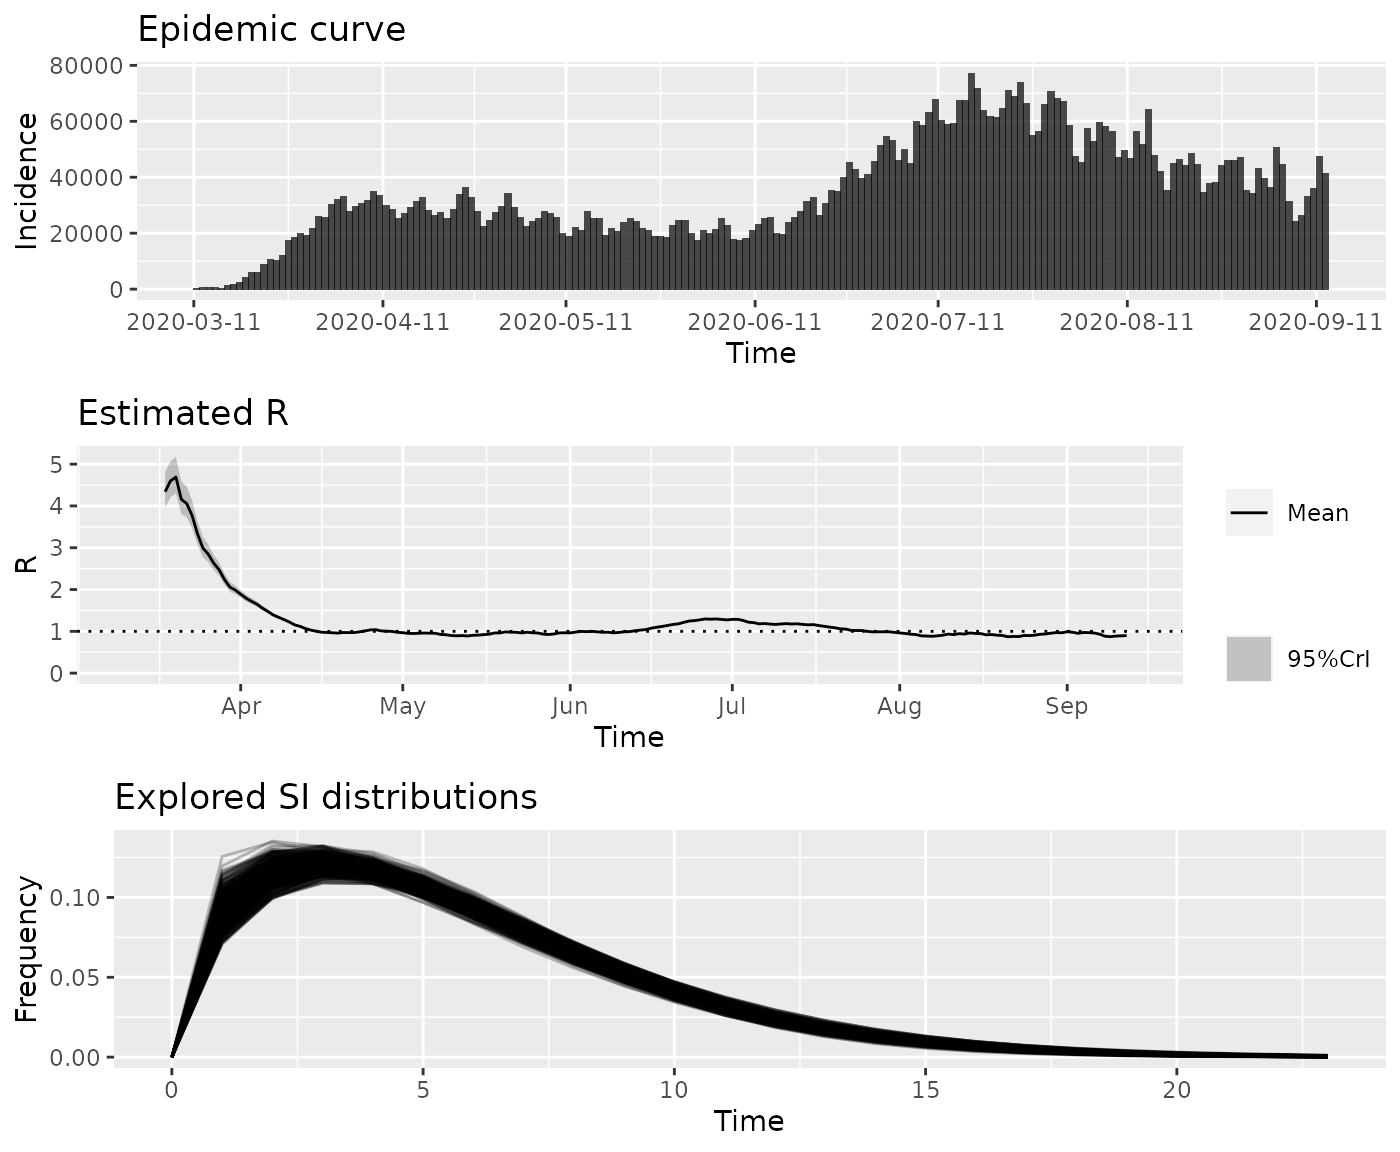 Epidemic curve
80000
60000
40000
20000
0
Incidence
2020-03-11 2020-04-11 2020-05-11 2020-06-11 2020-07-11 2020-08-11 2020-09-11
Time
Estimated R
5
4
3
2
1
0
R
Apr May Jun Jul Aug Sep
Time
Mean
95%CrI
Explored SI distributions
0.10
0.05
0.00
Frequency
0 5 10 15 20
Time